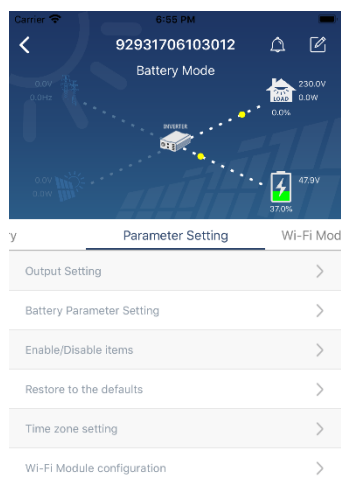 Carrier 6:55 PM
92931706103012
Battery Mode
0.0V
0.0Hz
230.0V
LOAD 0.0W
0.0%
INVERTER
0.0V
0.0W
47.9V
37.0%
y Parameter Setting Wi-Fi Mod
Output Setting
Battery Parameter Setting
Enable/Disable items
Restore to the defaults
Time zone setting
Wi-Fi Module configuration